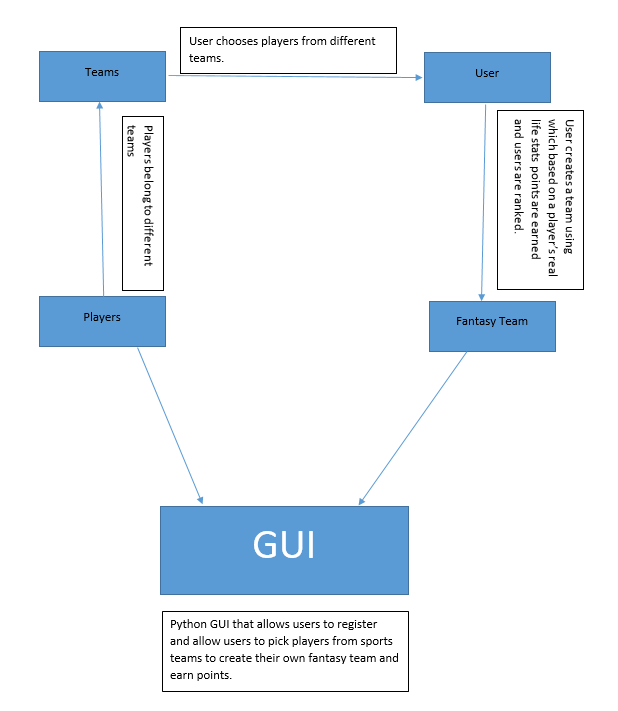 User chooses players from different
teams.
Teams
User
Players belong to different
teams
User creates a team using
which based on a player's real
life stats points are earned
and users are ranked.
Players
Fantasy Team
GUI
Python GUI that allows users to register
and allow users to pick players from sports
teams to create their own fantasy team and
earn points.